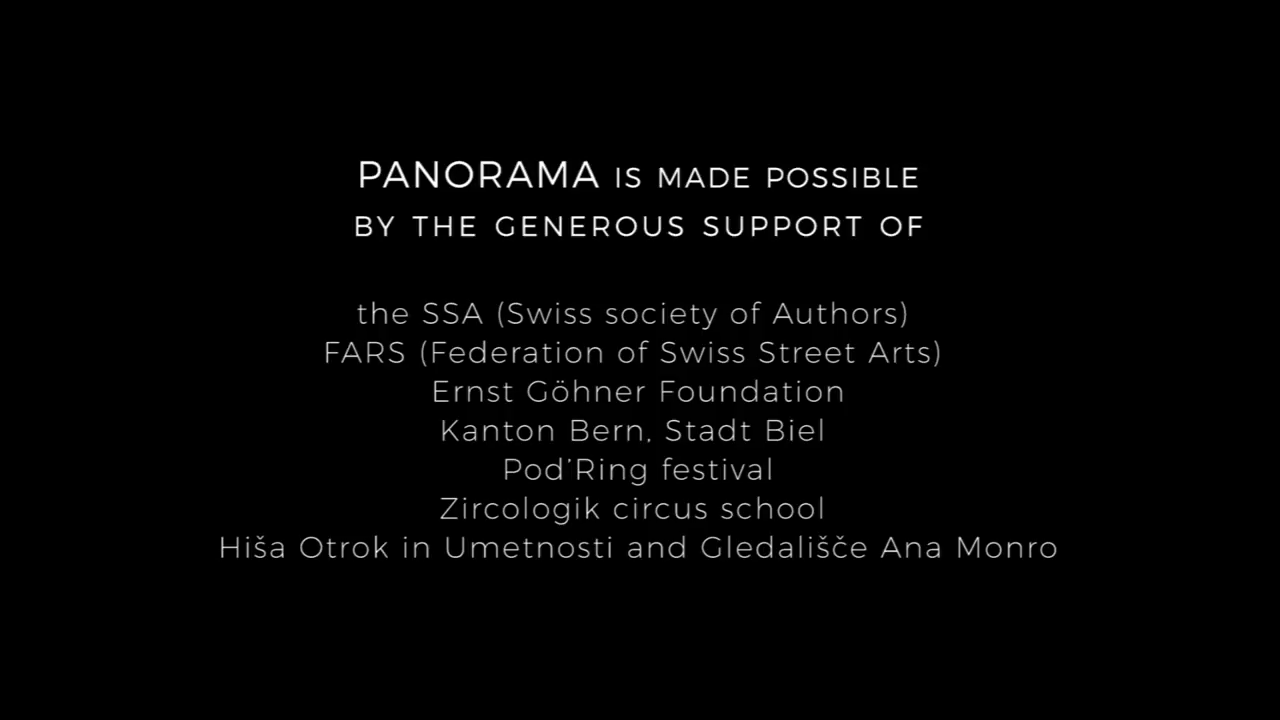 PANORAMA IS MADE POSSIBLE
BY THE GENEROUS SUPPORT OF
the SSA (Swiss society of Authors)
FARS (Federation of Swiss Street Arts)
Ernst Göhner Foundation
Kanton Bern, Stadt Biel
Pod’Ring festival
Zircologik circus school
Hiša Otrok in Umetnosti and Gledališče Ana Monro